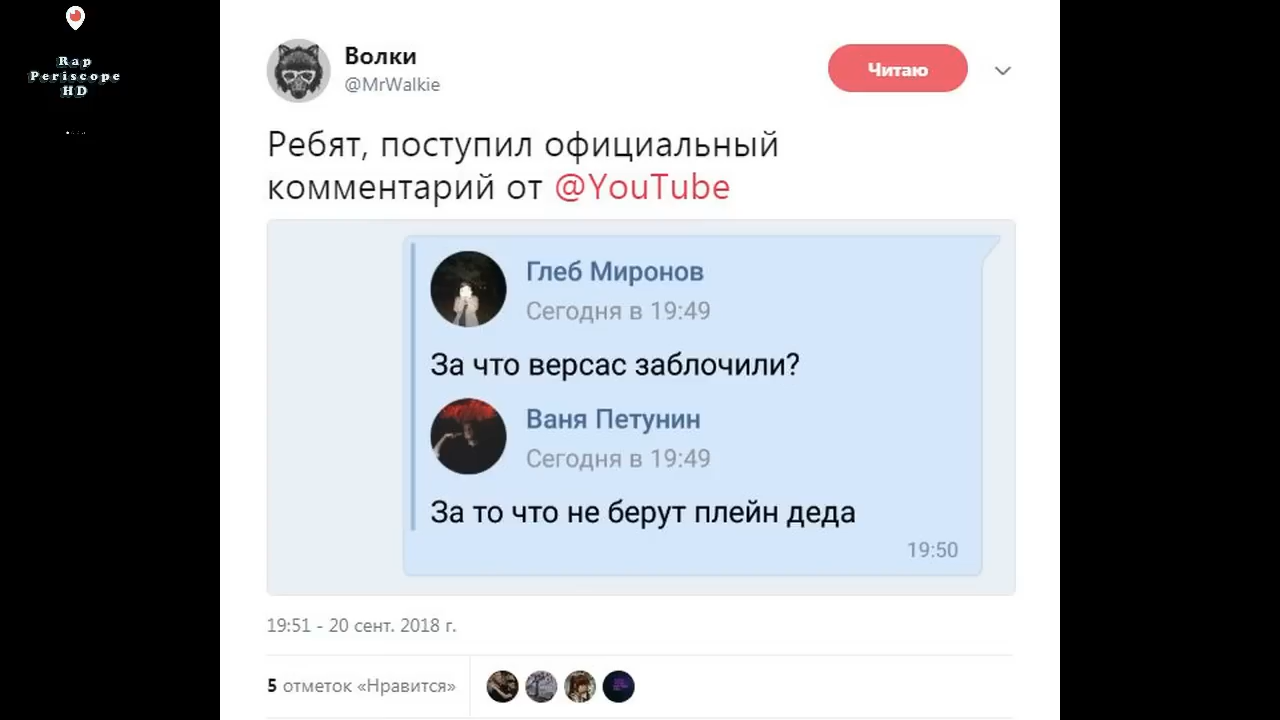 Rap
Periscope
HD
Волки
@MrWalkie
Читаю
Ребят, поступил официальный
комментарий от @YouTube
Глеб Миронов
Сегодня в 19:49
За что версас заблочили?
Ваня Петунин
Сегодня в 19:49
За то что не берут плейн деда
19:50
19:51 - 20 сент. 2018 г.
5 отметок «Нравится»